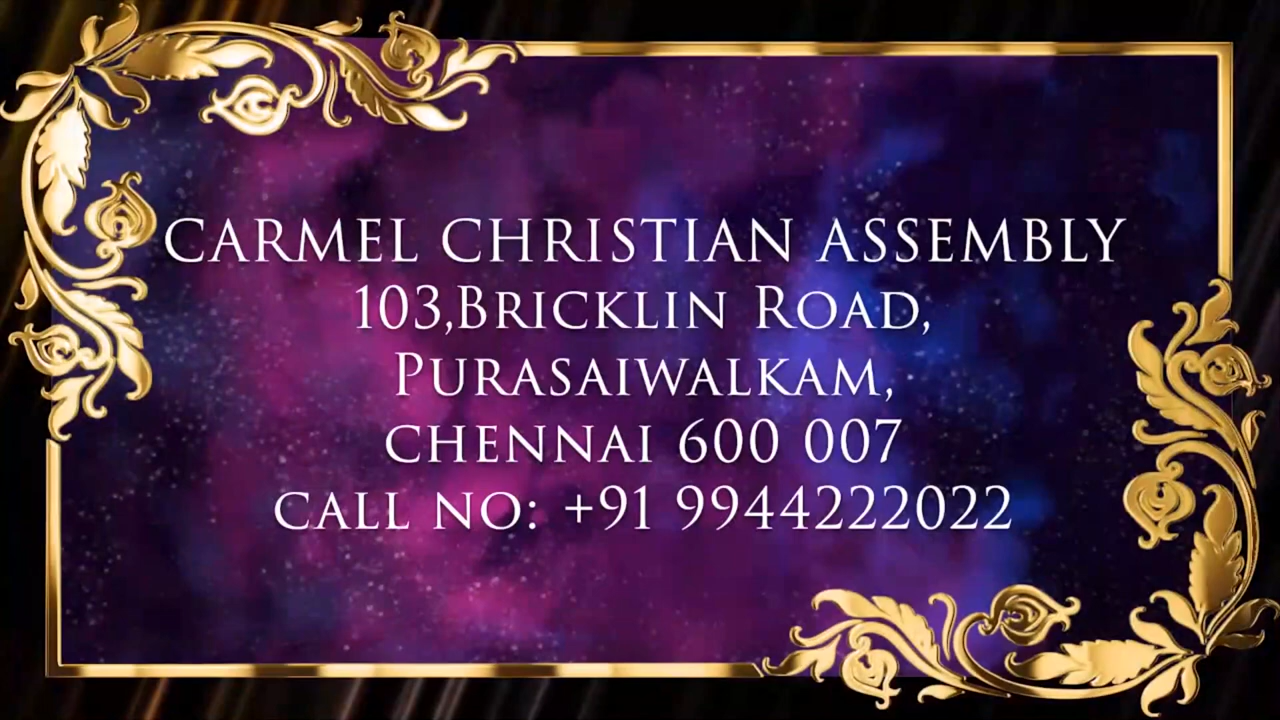 CARMEL CHRISTIAN ASSEMBLY
103,Bricklin Road,
Purasaiwalkam,
chennai 600 007
call no: +91 9944222022